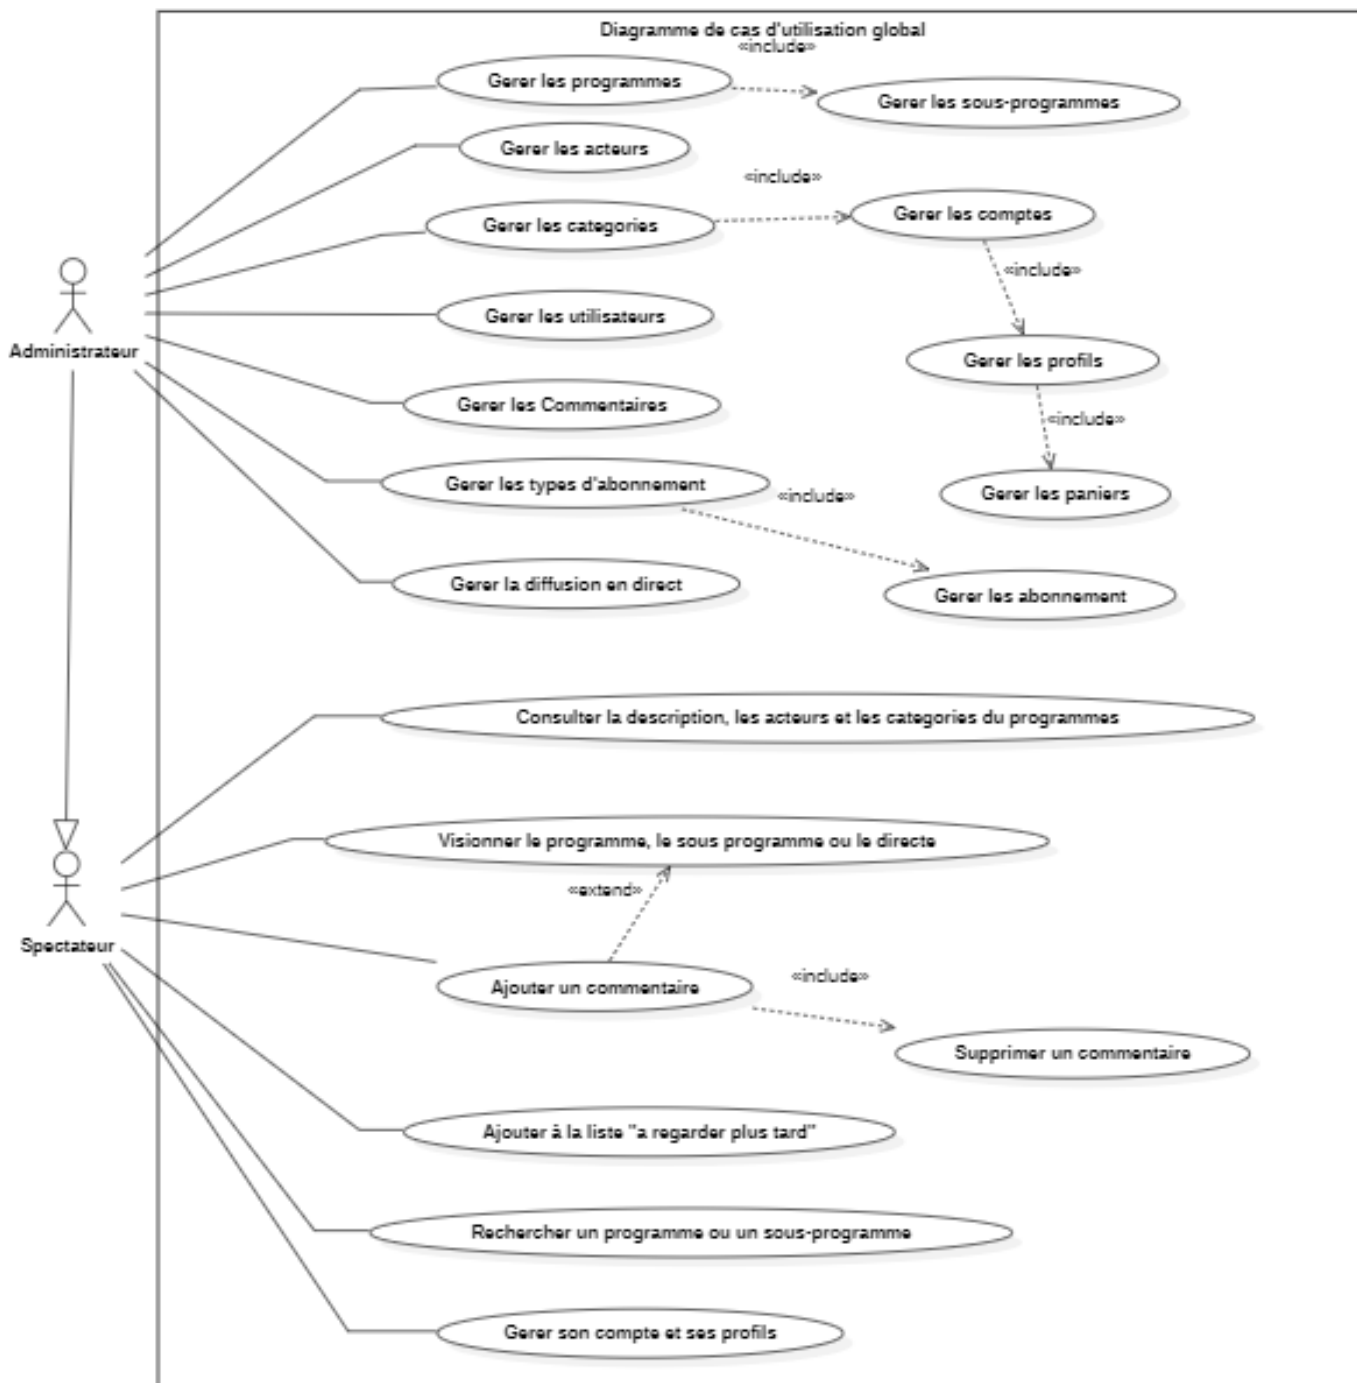 Diagramme de cas d'utilisation global
«include»
Gerer les programmes
Gerer les sous-programmes
Gerer les acteurs
«include»
Gerer les categories
Gerer les comptes
«include»
Gerer les utilisateurs
Administrateur
Gerer les profils
Gerer les Commentaires
«include»
Gerer les types d'abonnement
«include»
Gerer les paniers
Gerer la diffusion en direct
Gerer les abonnement
Consulter la description, les acteurs et les categories du programmes
Visionner le programme, le sous programme ou le directe
«extend»
Spectateur
Ajouter un commentaire
«include»
Supprimer un commentaire
Ajouter à la liste "a regarder plus tard"
Rechercher un programme ou un sous-programme
Gerer son compte et ses profils